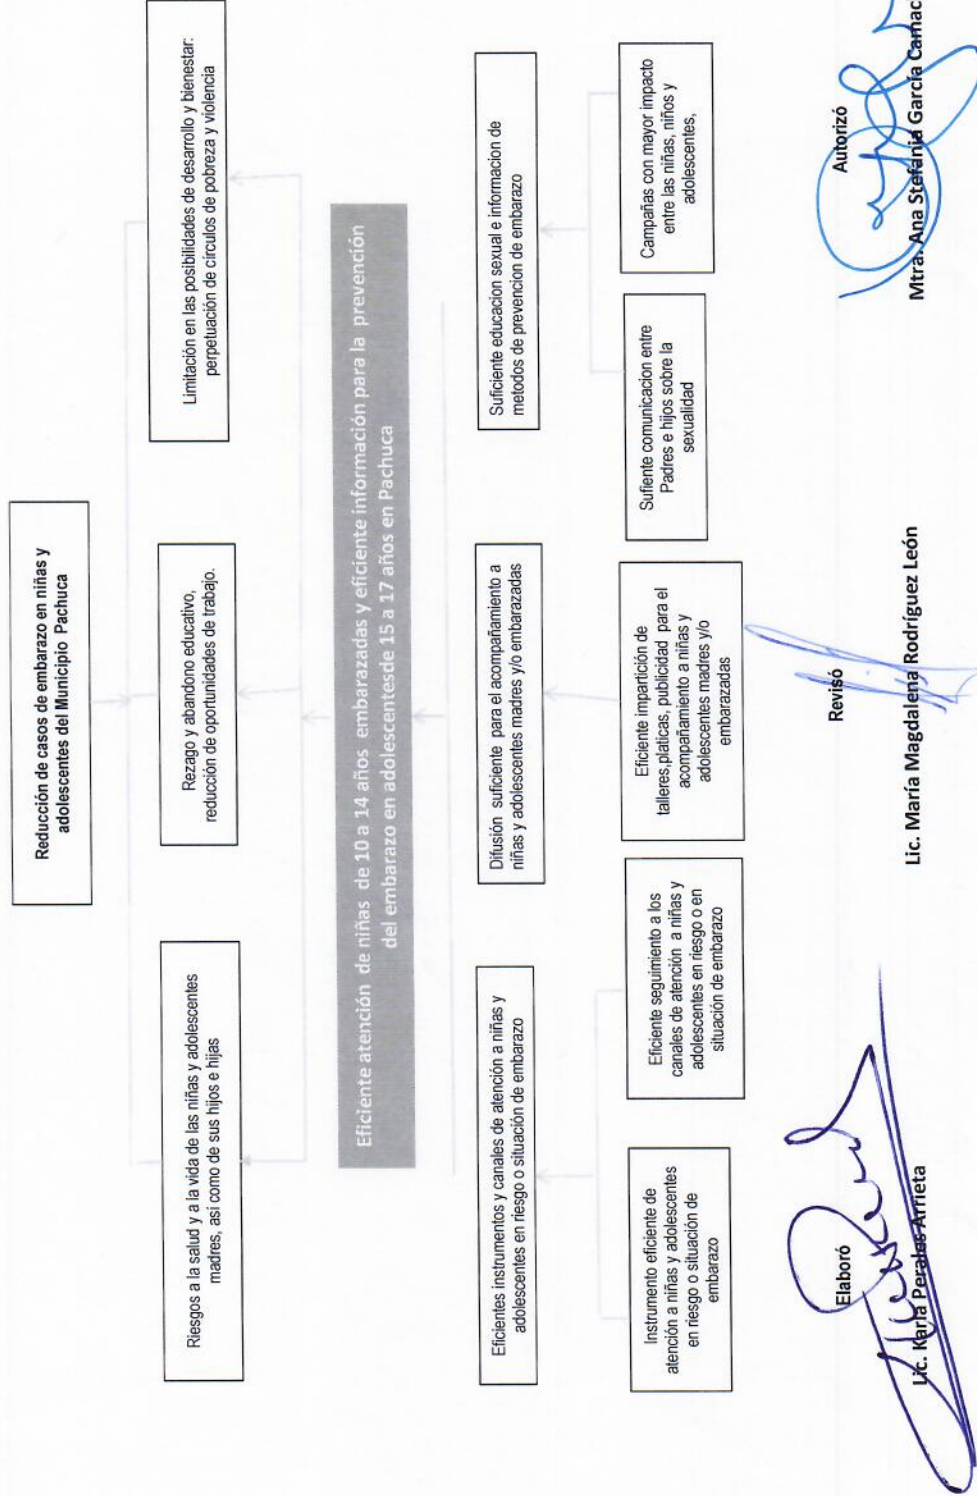 Reducción de casos de embarazo en niñas y
adolescentes del Municipio Pachuca
Riesgos a la salud y a la vida de las niñas y adolescentes
madres, así como de sus hijos e hijas
Rezago y abandono educativo,
reducción de oportunidades de trabajo.
Limitación en las posibilidades de desarrollo y bienestar:
perpetuación de círculos de pobreza y violencia
Eficiente atención de niñas de 10 a 14 años embarazadas y eficiente información para la prevención
del embarazo en adolescentesde 15 a 17 años en Pachuca
Eficientes instrumentos y canales de atención a niñas y
adolescentes en riesgo o situación de embarazo
Difusión suficiente para el acompañamiento a
niñas y adolescentes madres y/o embarazadas
Suficiente educacion sexual e informacion de
metodos de prevencion de embarazo
Instrumento eficiente de
atención a niñas y adolescentes
en riesgo o situación de
embarazo
Eficiente seguimiento a los
canales de atención a niñas y
adolescentes en riesgo o en
situación de embarazo
Eficiente impartición de
talleres,platicas, publicidad para el
acompañamiento a niñas y
adolescentes madres y/o
embarazadas
Sufiente comunicacion entre
Padres e hijos sobre la
sexualidad
Campañas con mayor impacto
entre las niñas, niños y
adolescentes,
Elaboró
Lic. Karla Perales Arrieta
Revisó
Lic. María Magdalena Rodríguez León
Autorizó
Mtra. Ana Stefanía García Camac